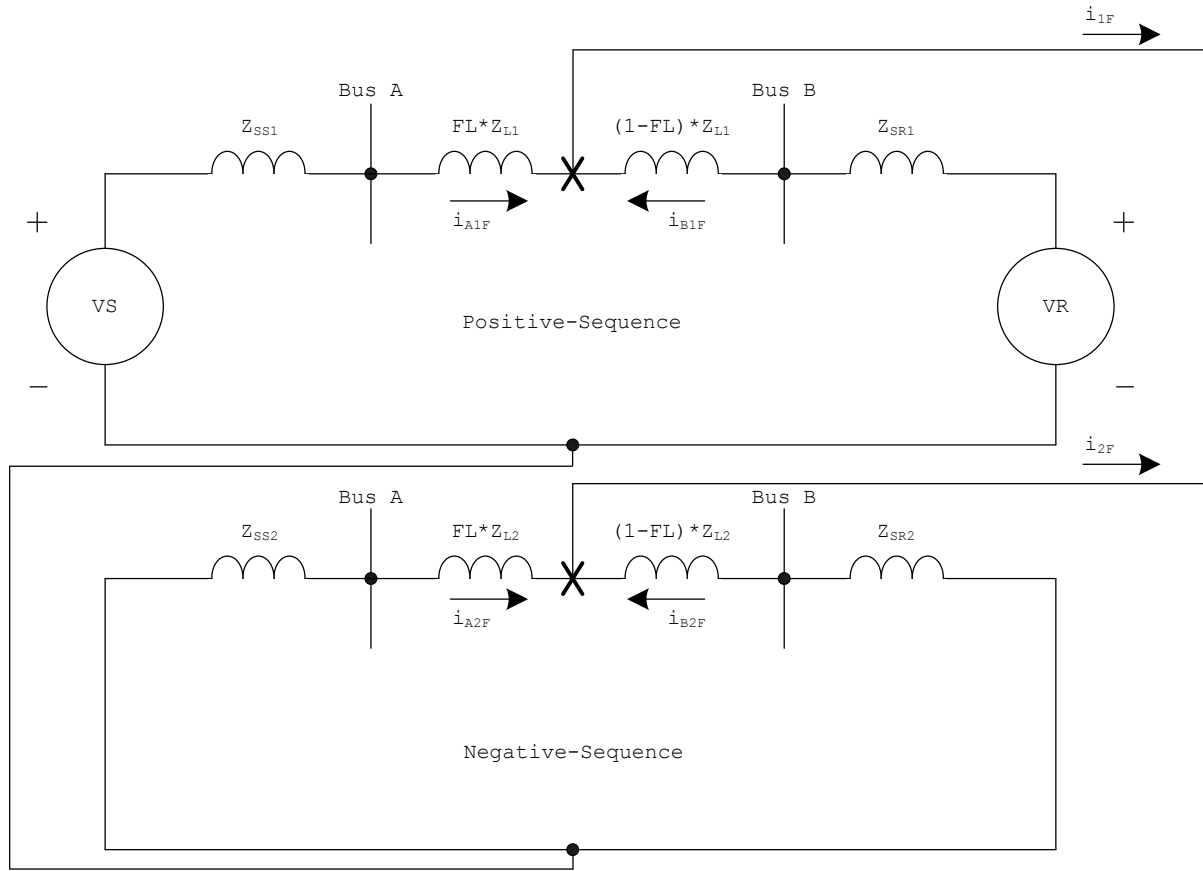 i1F
Bus A
Bus B
ZSS1
FL*ZL1
(1-FL)*ZL1
ZSR1
iA1F
iB1F
+
+
VS
VR
Positive-Sequence
–
–
i2F
Bus A
Bus B
ZSS2
FL*ZL2
(1-FL)*ZL2
ZSR2
iA2F
iB2F
Negative-Sequence